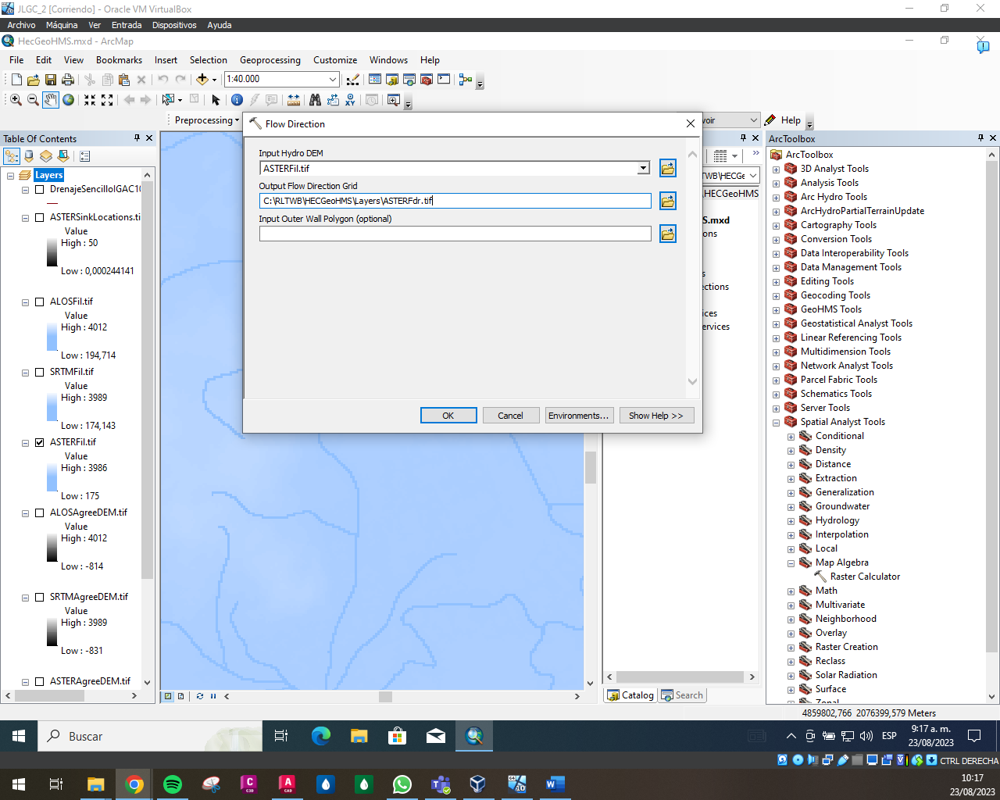 JLGC_2 [Corriendo] - Oracle VM VirtualBox
Archivo Máquina Ver Entrada Dispositivos Ayuda
HecGeoHMS.mxd - ArcMap
File Edit View Bookmarks Insert Selection Geoprocessing Customize Windows Help
1:40.000
Preprocessing
Help
Table Of Contents
Layers
DrenajeSencilloIGAC10
ASTERSinkLocations.ti
Value
High : 50
Low : 0,000244141
ALOSFil.tif
Value
High : 4012
Low : 194,714
SRTMFil.tif
Value
High : 3989
Low : 174,143
ASTERFil.tif
Value
High : 3986
Low : 175
ALOSAgreeDEM.tif
Value
High : 4012
Low : -814
SRTMAgreeDEM.tif
Value
High : 3989
Low : -831
ASTERAgreeDEM.tif
Flow Direction
Input Hydro DEM
ASTERFil.tif
Output Flow Direction Grid
C:\RLTWB\HECGeoHMS\Layers\ASTERFdr.tif
Input Outer Wall Polygon (optional)
OK Cancel Environments... Show Help >>
voir
TWB\HECGe
\HECGeoHMS
S.mxd
ons
s
ections
ices
ervices
Catalog Search
ArcToolbox
ArcToolbox
3D Analyst Tools
Analysis Tools
Arc Hydro Tools
ArcHydroPartialTerrainUpdate
Cartography Tools
Conversion Tools
Data Interoperability Tools
Data Management Tools
Editing Tools
Geocoding Tools
GeoHMS Tools
Geostatistical Analyst Tools
Linear Referencing Tools
Multidimension Tools
Network Analyst Tools
Parcel Fabric Tools
Schematics Tools
Server Tools
Spatial Analyst Tools
Conditional
Density
Distance
Extraction
Generalization
Groundwater
Hydrology
Interpolation
Local
Map Algebra
Raster Calculator
Math
Multivariate
Neighborhood
Overlay
Raster Creation
Reclass
Solar Radiation
Surface
Zonal
4859802,766 2076399,579 Meters
Buscar
ESP
9:17 a. m.
23/08/2023
CTRL DERECHA
10:17
23/08/2023